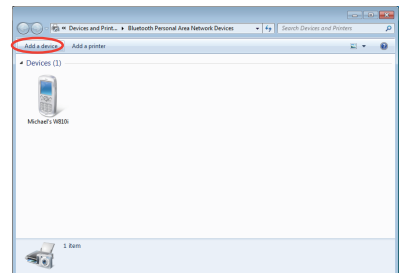 « Devices and Print... ▸ Bluetooth Personal Area Network Devices
Search Devices and Printers
Add a device Add a printer
Devices (1)
Michael's W810i
1 item